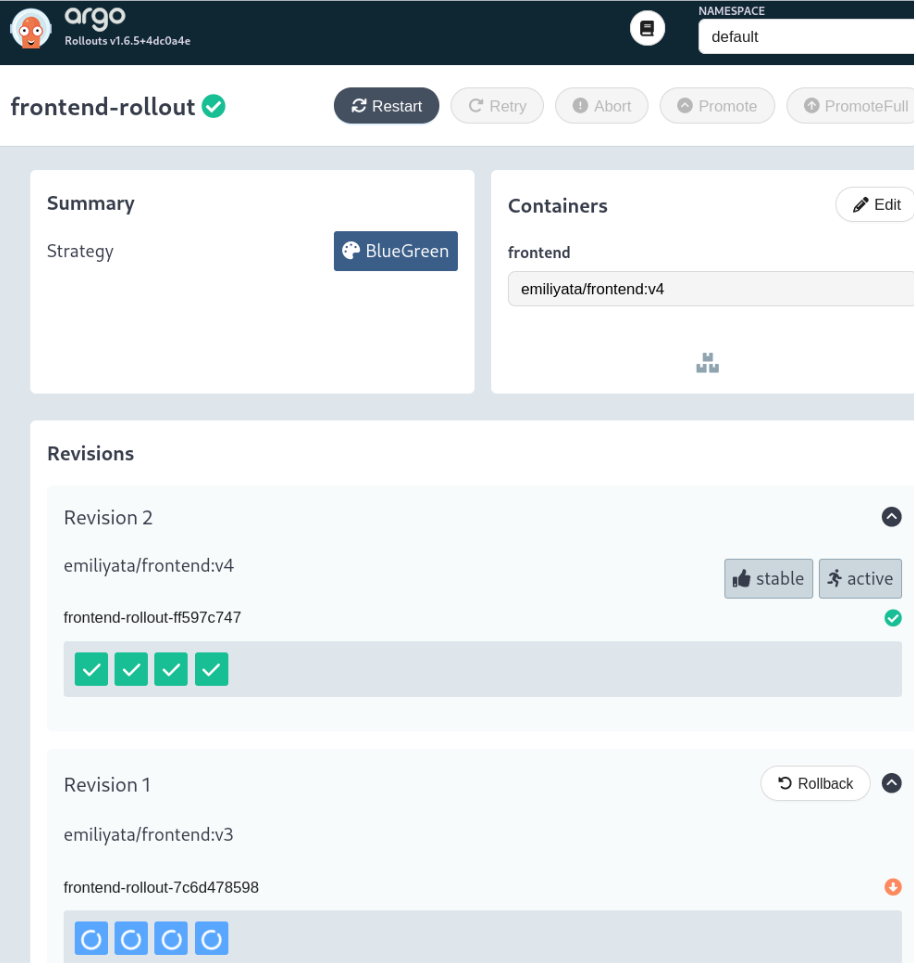 argo
Rollouts v1.6.5+4dc0a4e
NAMESPACE
default
frontend-rollout
Restart
Retry
Abort
Promote
PromoteFull
Summary
Strategy
BlueGreen
Containers
Edit
frontend
emiliyata/frontend:v4
Revisions
Revision 2
emiliyata/frontend:v4
stable
active
frontend-rollout-ff597c747
Revision 1
Rollback
emiliyata/frontend:v3
frontend-rollout-7c6d478598